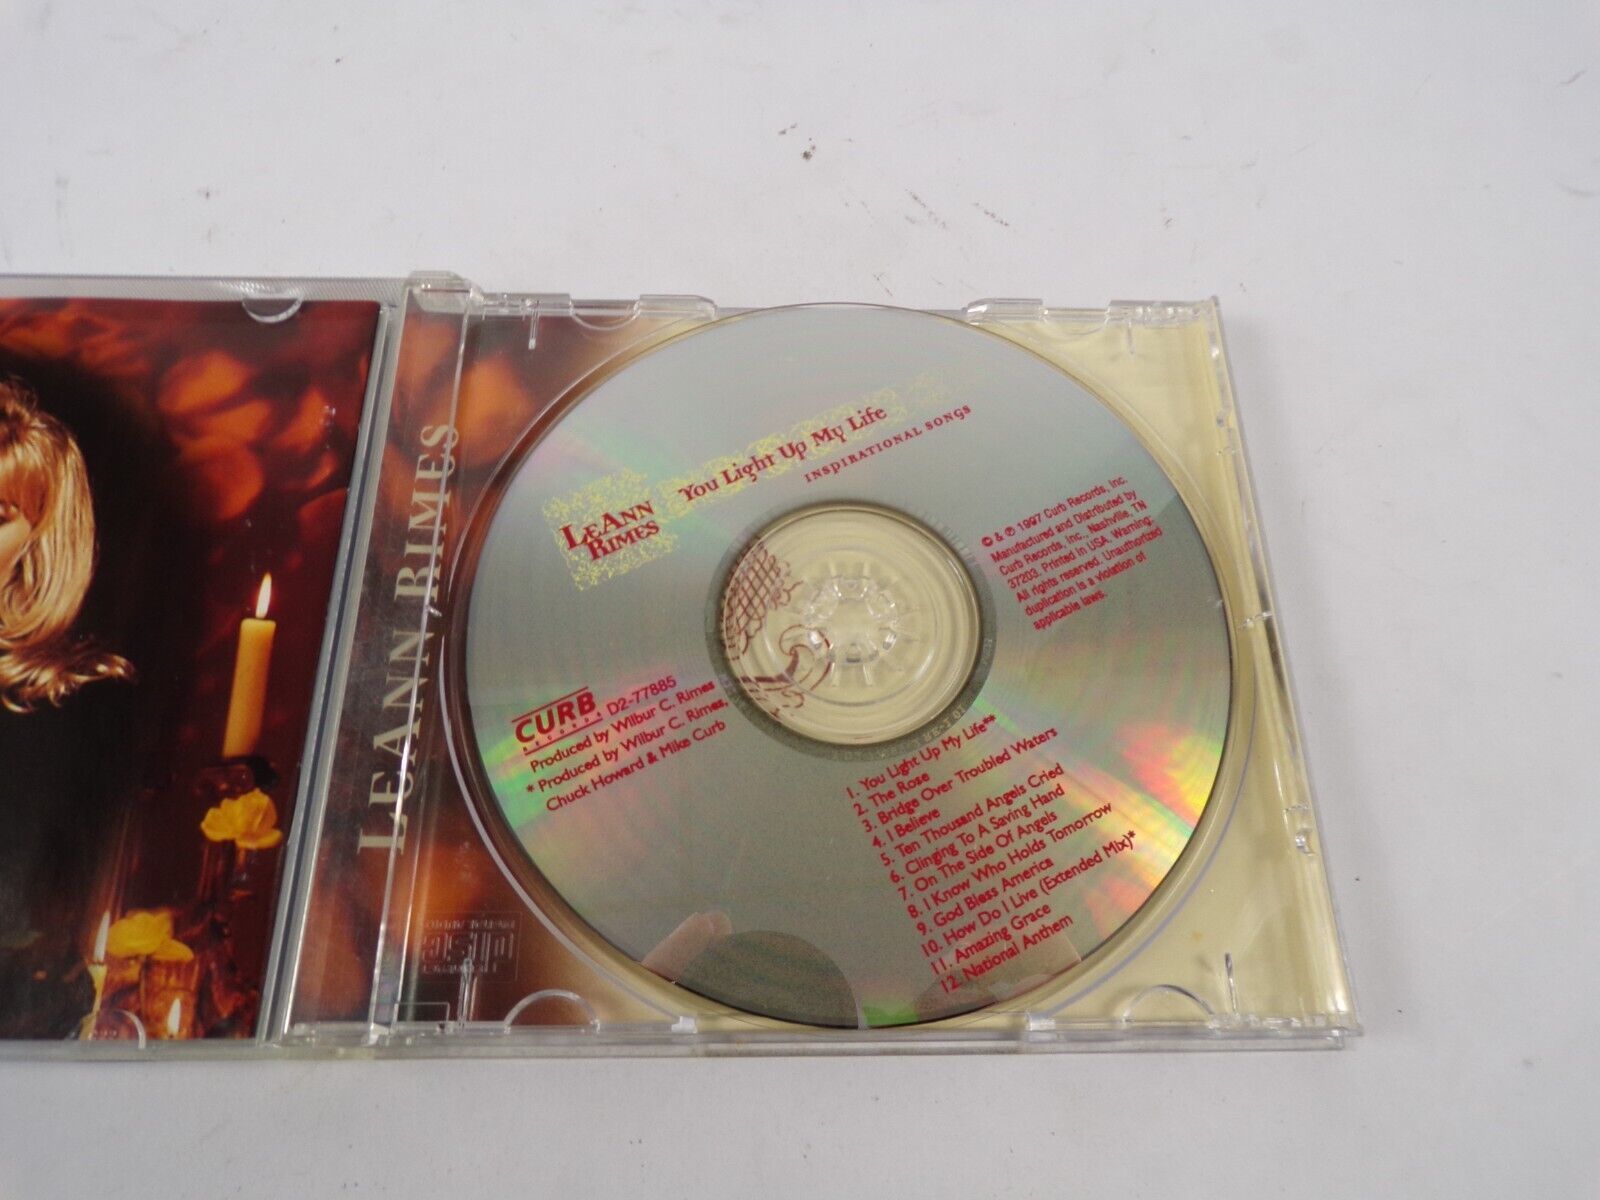 LEANN RIMES
LEANN
RIMES
You Light Up My Life
INSPIRATIONAL SONGS
© & ℗ 1997 Curb Records, Inc.
Manufactured and Distributed by
Curb Records, Inc., Nashville, TN
37203. Printed in USA. Warning:
All rights reserved. Unauthorized
duplication is a violation of
applicable laws.
CURB
RECORDS D2-77885
Produced by Wilbur C. Rimes
* Produced by Wilbur C. Rimes,
Chuck Howard & Mike Curb
1. You Light Up My Life**
2. The Rose
3. Bridge Over Troubled Waters
4. I Believe
5. Ten Thousand Angels Cried
6. Clinging To A Saving Hand
7. On The Side Of Angels
8. I Know Who Holds Tomorrow
9. God Bless America
10. How Do I Live (Extended Mix)*
11. Amazing Grace
12. National Anthem